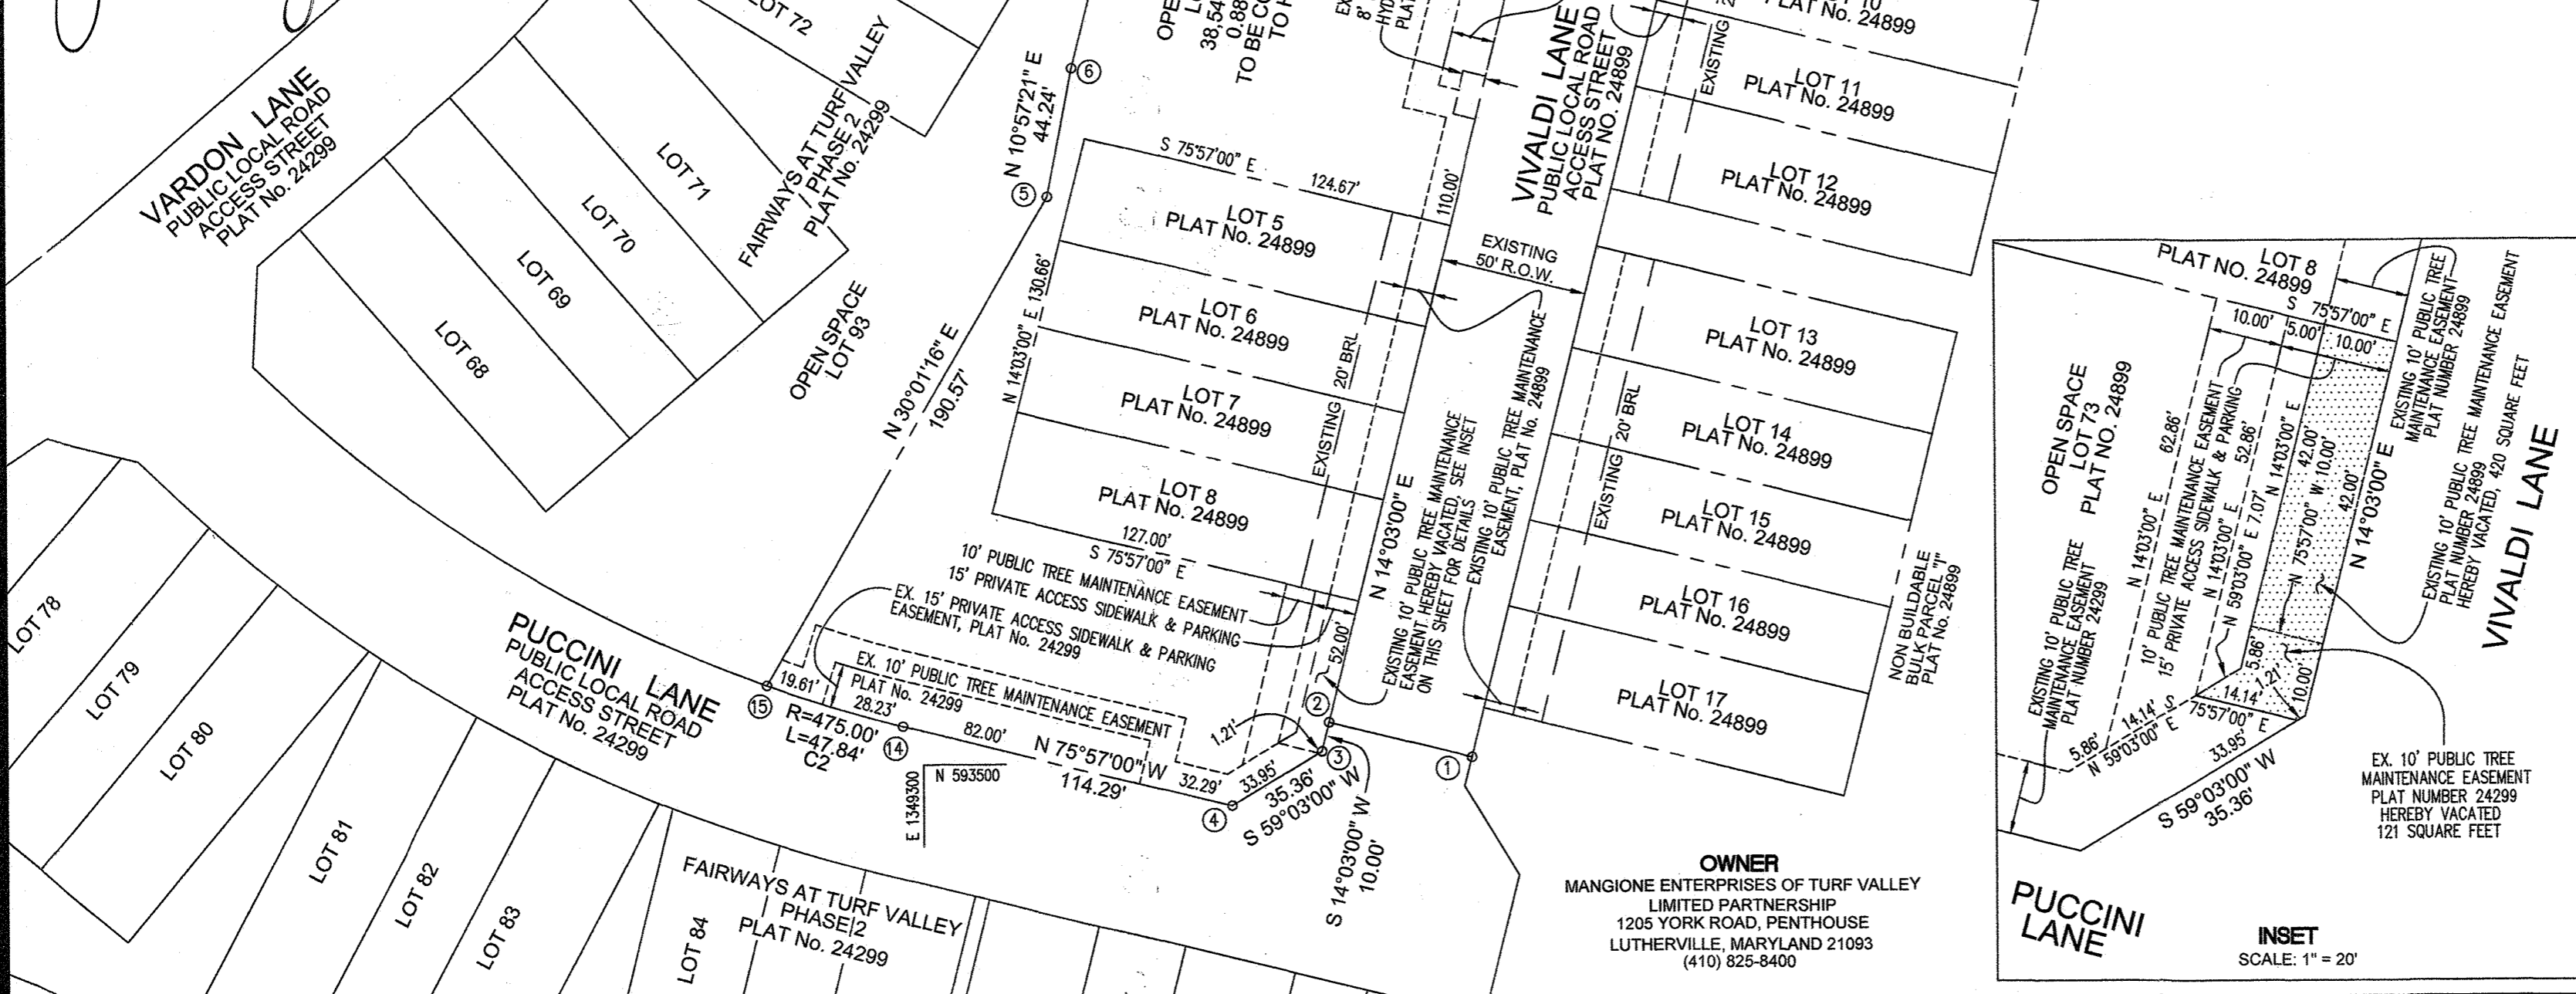 LOT 72
VARDON LANE
PUBLIC LOCAL ROAD
ACCESS STREET
PLAT No. 24299
LOT 68
LOT 69
LOT 70
LOT 71
FAIRWAYS AT TURF VALLEY
PHASE 2
PLAT No. 24299
OPEN SPACE
LOT 93
N 10°57'21" E
44.24'
6
5
N 30°01'16" E
190.57'
38,54
0.88
TO BE CO
TO H
S 75°57'00" E
124.67'
110.00'
N 14°03'00" E 130.66'
LOT 5
PLAT No. 24899
LOT 6
PLAT No. 24899
LOT 7
PLAT No. 24899
LOT 8
PLAT No. 24899
127.00'
S 75°57'00" E
EXISTING 20' BRL
VIVALDI LANE
PUBLIC LOCAL ROAD
ACCESS STREET
PLAT NO. 24899
EXISTING
50' R.O.W.
N 14°03'00" E
52.00'
EXISTING
PLAT No. 24899
LOT 11
PLAT No. 24899
LOT 12
PLAT No. 24899
LOT 13
PLAT No. 24899
LOT 14
PLAT No. 24899
LOT 15
PLAT No. 24899
LOT 16
PLAT No. 24899
LOT 17
PLAT No. 24899
EXISTING 20' BRL
NON BUILDABLE
BULK PARCEL "I"
PLAT No. 24899
EXISTING 10' PUBLIC TREE MAINTENANCE
EASEMENT HEREBY VACATED, SEE INSET
ON THIS SHEET FOR DETAILS
EXISTING 10' PUBLIC TREE MAINTENANCE
EASEMENT, PLAT No. 24899
10' PUBLIC TREE MAINTENANCE EASEMENT
15' PRIVATE ACCESS SIDEWALK & PARKING
EX. 15' PRIVATE ACCESS SIDEWALK & PARKING
EASEMENT, PLAT No. 24299
EX. 10' PUBLIC TREE MAINTENANCE EASEMENT
PLAT No. 24299
19.61'
28.23'
82.00'
32.29'
33.95'
1.21'
15
14
4
3
2
1
R=475.00'
L=47.84'
C2
N 75°57'00" W
114.29'
35.36'
S 59°03'00" W
S 14°03'00" W
10.00'
E 1349300
N 593500
PUCCINI LANE
PUBLIC LOCAL ROAD
ACCESS STREET
PLAT No. 24299
LOT 78
LOT 79
LOT 80
LOT 81
LOT 82
LOT 83
LOT 84
FAIRWAYS AT TURF VALLEY
PHASE 2
PLAT No. 24299
OWNER
MANGIONE ENTERPRISES OF TURF VALLEY
LIMITED PARTNERSHIP
1205 YORK ROAD, PENTHOUSE
LUTHERVILLE, MARYLAND 21093
(410) 825-8400
LOT 8
PLAT NO. 24899
S 75°57'00" E
10.00'
5.00'
10.00'
OPEN SPACE
LOT 73
PLAT NO. 24899
EXISTING 10' PUBLIC TREE
MAINTENANCE EASEMENT
PLAT NUMBER 24299
N 14°03'00" E 62.86'
10' PUBLIC TREE MAINTENANCE EASEMENT
15' PRIVATE ACCESS SIDEWALK & PARKING
N 14°03'00" E 52.86'
N 59°03'00" E 7.07'
N 14°03'00" E
42.00'
N 75°57'00" W 10.00'
42.00'
N 14°03'00" E
EXISTING 10' PUBLIC TREE
MAINTENANCE EASEMENT
PLAT NUMBER 24899
EXISTING 10' PUBLIC TREE MAINTENANCE EASEMENT
PLAT NUMBER 24899
HEREBY VACATED, 420 SQUARE FEET
VIVALDI LANE
5.86'
1.21'
10.00'
14.14'
S 75°57'00" E
5.86'
14.14'
N 59°03'00" E
33.95'
S 59°03'00" W
35.36'
EX. 10' PUBLIC TREE
MAINTENANCE EASEMENT
PLAT NUMBER 24299
HEREBY VACATED
121 SQUARE FEET
PUCCINI
LANE
INSET
SCALE: 1" = 20'